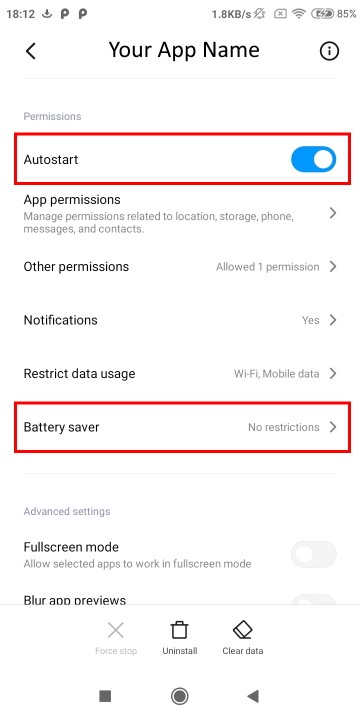 18:12 1.8KB/s 85%
Your App Name
Permissions
Autostart
App permissions
Manage permissions related to location, storage, phone,
messages, and contacts.
Other permissions Allowed 1 permission
Notifications Yes
Restrict data usage Wi-Fi, Mobile data
Battery saver No restrictions
Advanced settings
Fullscreen mode
Allow selected apps to work in fullscreen mode
Blur app previews
Force stop Uninstall Clear data